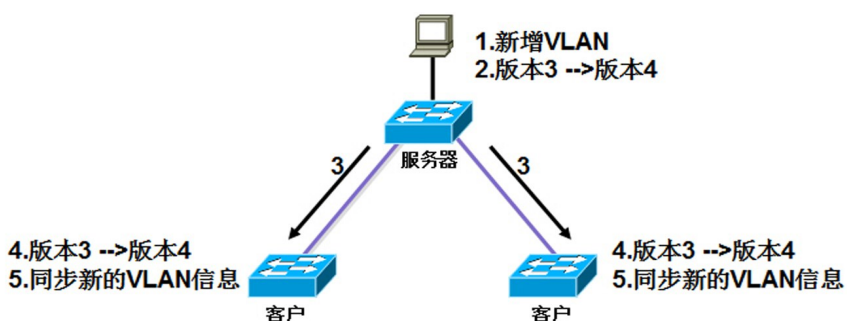 1.新增VLAN
2.版本3 -->版本4
服务器
3
3
4.版本3 -->版本4
5.同步新的VLAN信息
4.版本3 -->版本4
5.同步新的VLAN信息
客户
客户